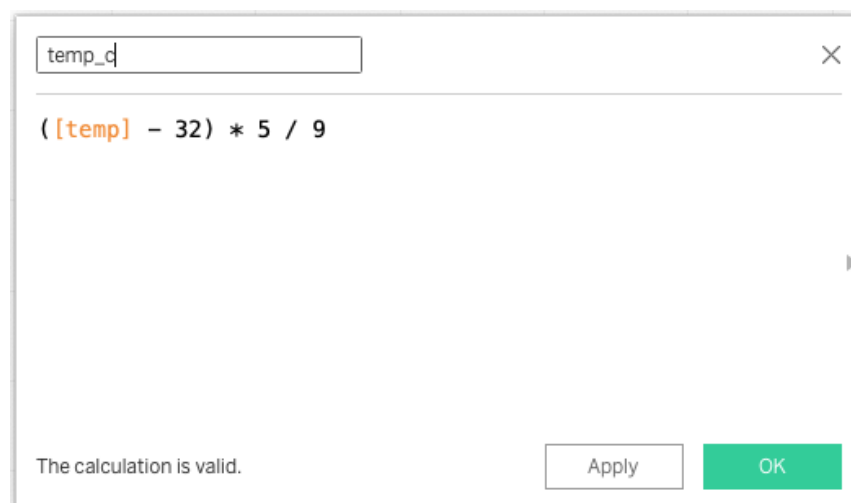 temp_c
([temp] - 32) * 5 / 9
The calculation is valid.
Apply
OK